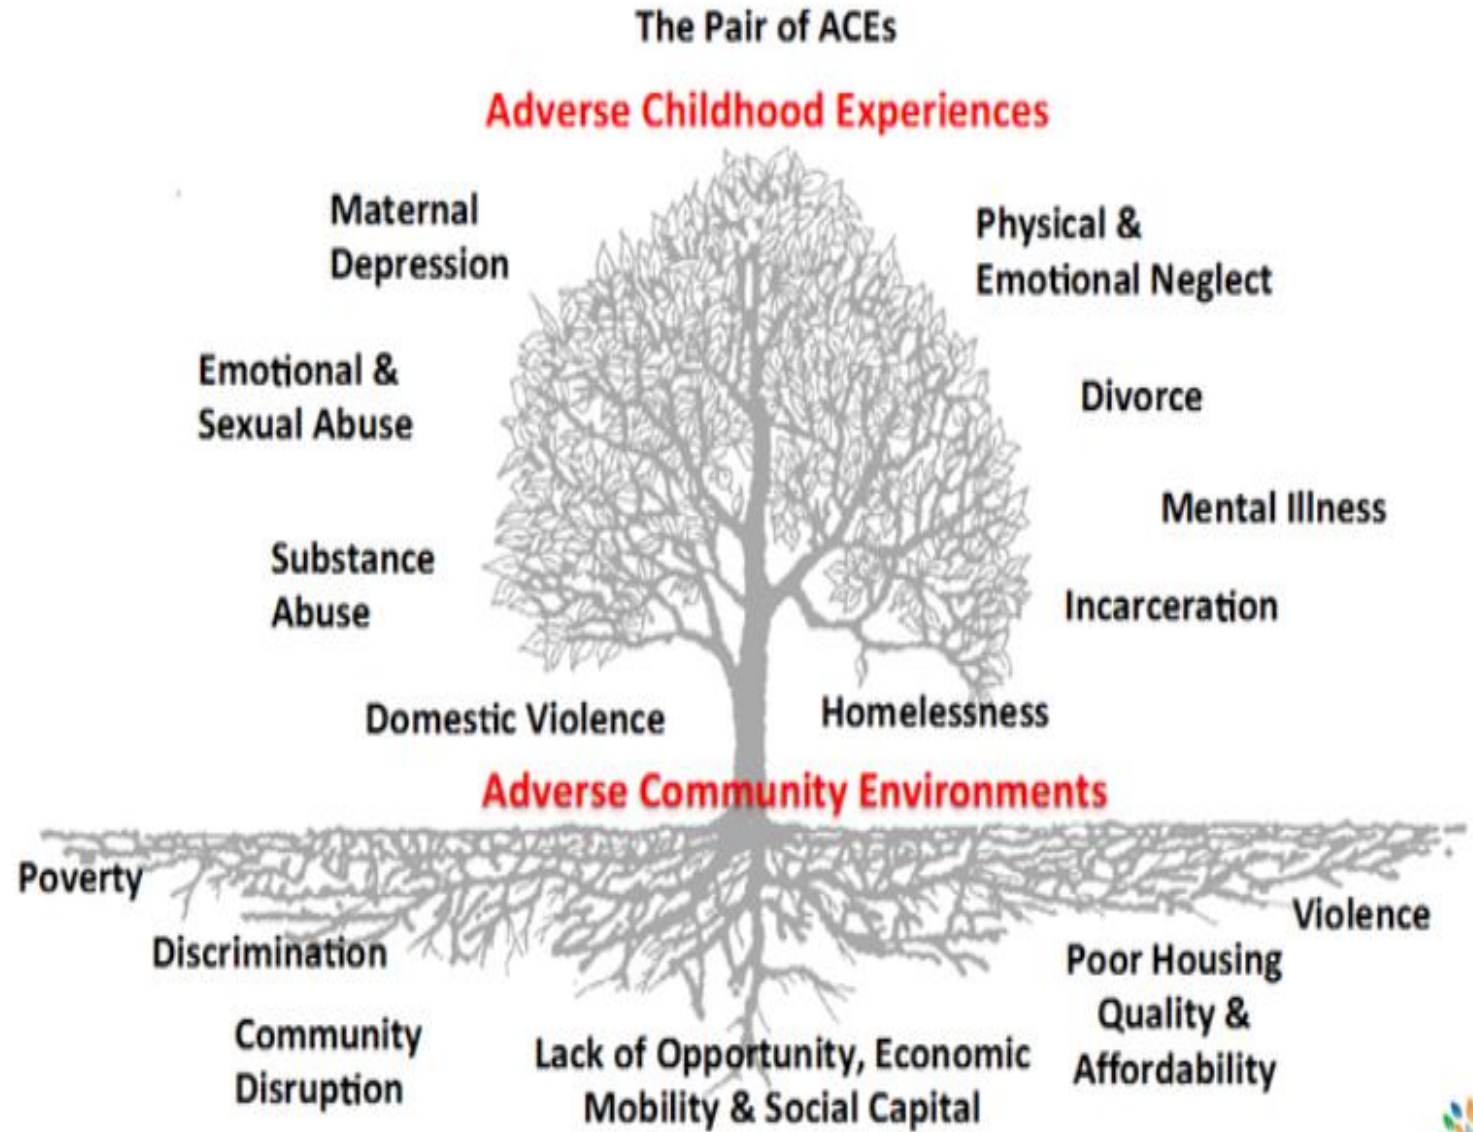 The Pair of ACEs
Adverse Childhood Experiences
Maternal
Depression
Physical &
Emotional Neglect
Emotional &
Sexual Abuse
Divorce
Mental Illness
Substance
Abuse
Incarceration
Domestic Violence
Homelessness
Adverse Community Environments
Poverty
Violence
Discrimination
Poor Housing
Quality &
Affordability
Community
Disruption
Lack of Opportunity, Economic
Mobility & Social Capital